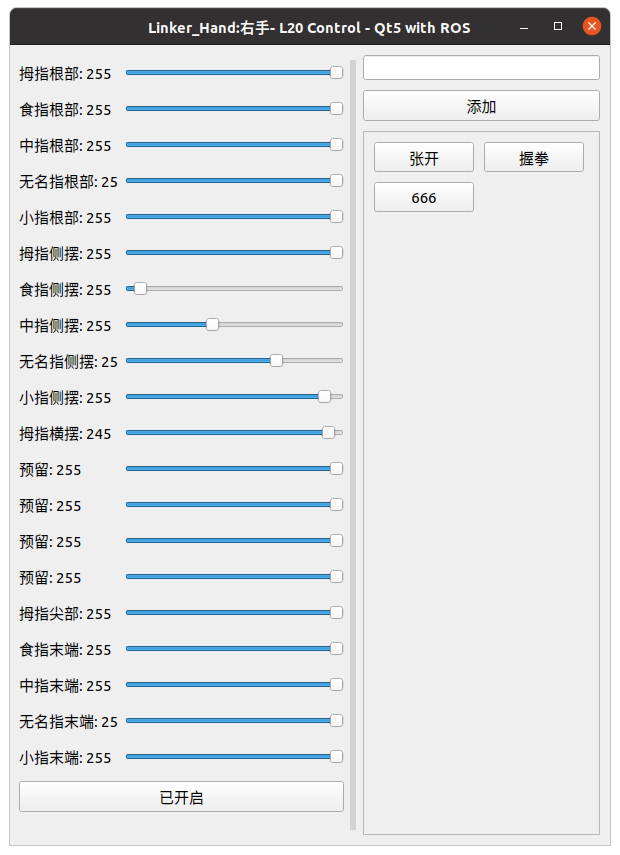 Linker_Hand:右手- L20 Control - Qt5 with ROS
拇指根部: 255
食指根部: 255
中指根部: 255
无名指根部: 25
小指根部: 255
拇指侧摆: 255
食指侧摆: 255
中指侧摆: 255
无名指侧摆: 25
小指侧摆: 255
拇指横摆: 245
预留: 255
预留: 255
预留: 255
预留: 255
拇指尖部: 255
食指末端: 255
中指末端: 255
无名指末端: 25
小指末端: 255
已开启
添加
张开
握拳
666